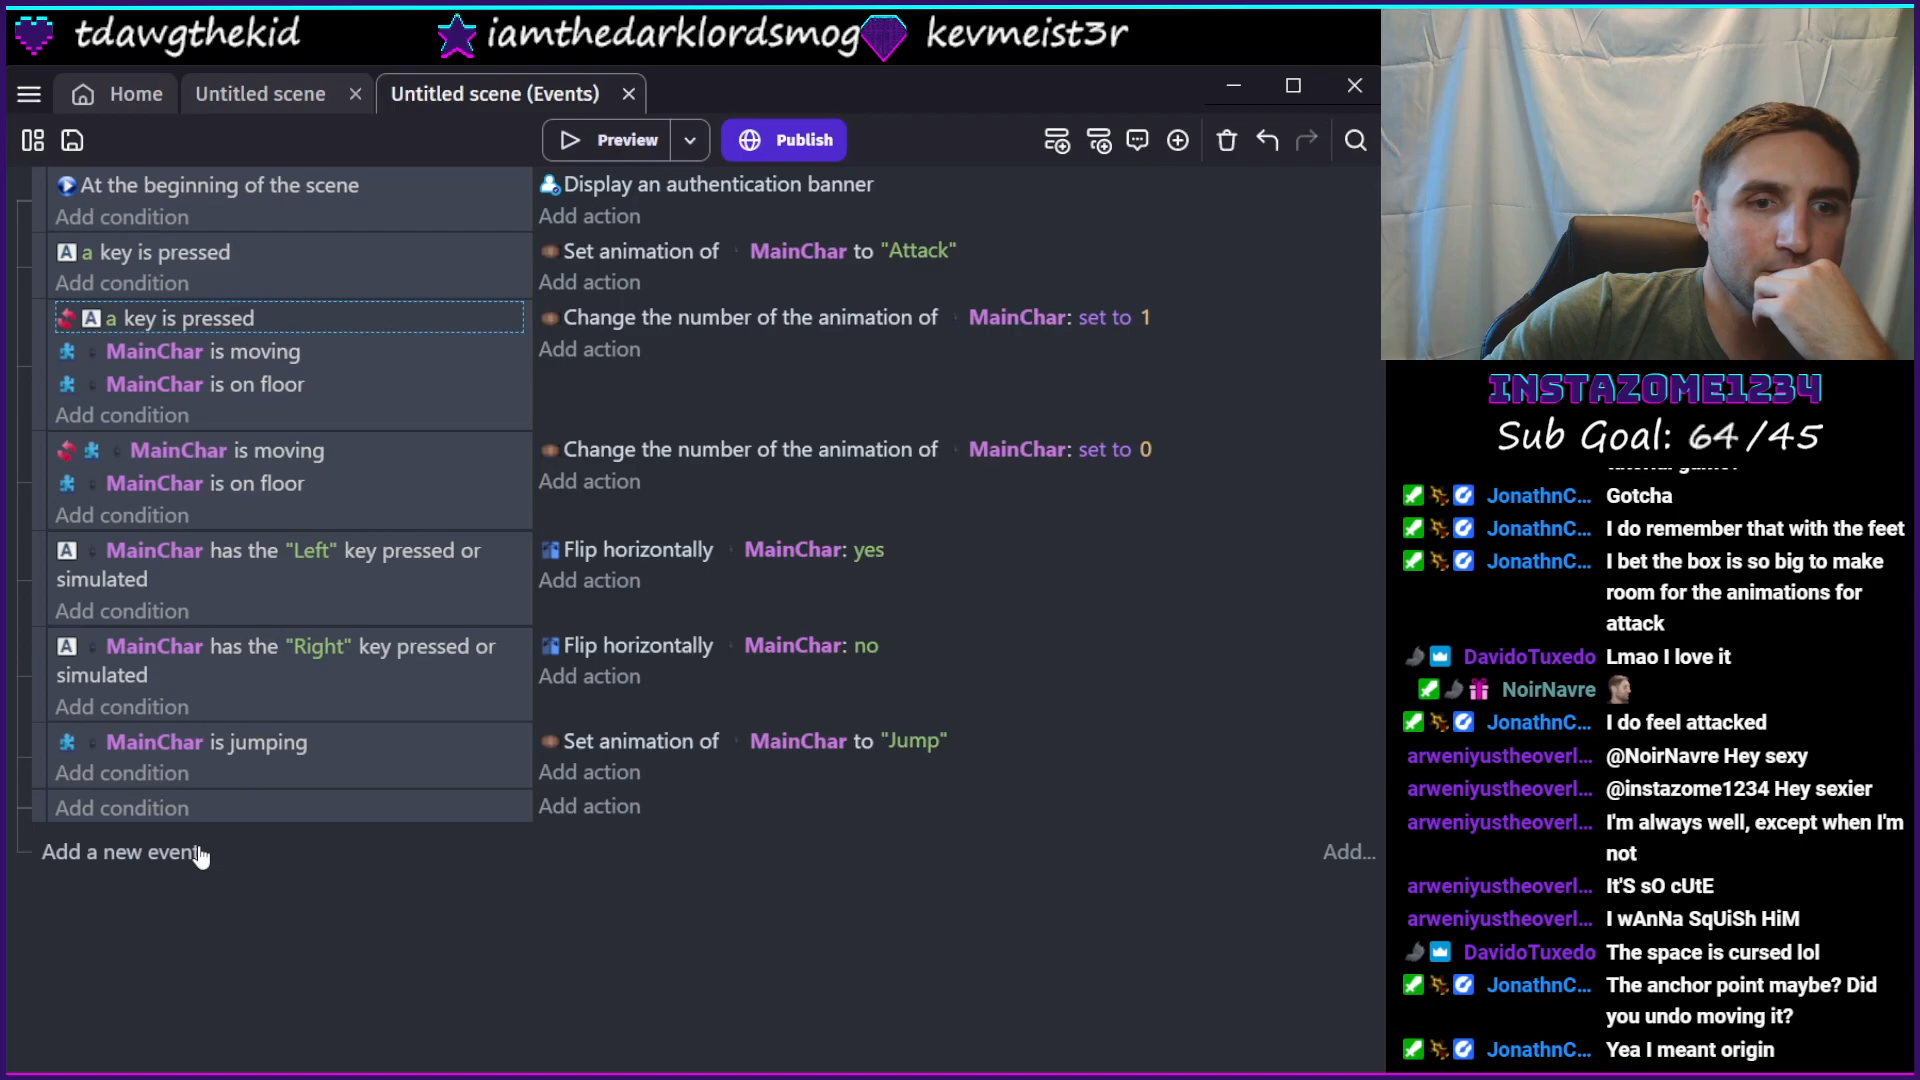 tdawgthekid iamthedarklordsmog kevmeist3r
Home Untitled scene Untitled scene (Events)
Preview Publish
At the beginning of the scene Display an authentication banner
Add condition Add action
A a key is pressed Set animation of MainChar to "Attack"
Add condition Add action
A a key is pressed Change the number of the animation of MainChar: set to 1
MainChar is moving Add action
MainChar is on floor
Add condition
MainChar is moving Change the number of the animation of MainChar: set to 0
MainChar is on floor Add action
Add condition
A MainChar has the "Left" key pressed or Flip horizontally MainChar: yes
simulated Add action
Add condition
A MainChar has the "Right" key pressed or Flip horizontally MainChar: no
simulated Add action
Add condition
MainChar is jumping Set animation of MainChar to "Jump"
Add condition Add action
Add condition Add action
Add a new event Add...
INSTAZOME1234
Sub Goal: 64/45
JonathnC... Gotcha
JonathnC... I do remember that with the feet
JonathnC... I bet the box is so big to make
room for the animations for
attack
DavidoTuxedo Lmao I love it
NoirNavre
JonathnC... I do feel attacked
arweniyustheoverl... @NoirNavre Hey sexy
arweniyustheoverl... @instazome1234 Hey sexier
arweniyustheoverl... I'm always well, except when I'm
not
arweniyustheoverl... It'S sO cUtE
arweniyustheoverl... I wAnNa SqUiSh HiM
DavidoTuxedo The space is cursed lol
JonathnC... The anchor point maybe? Did
you undo moving it?
JonathnC... Yea I meant origin